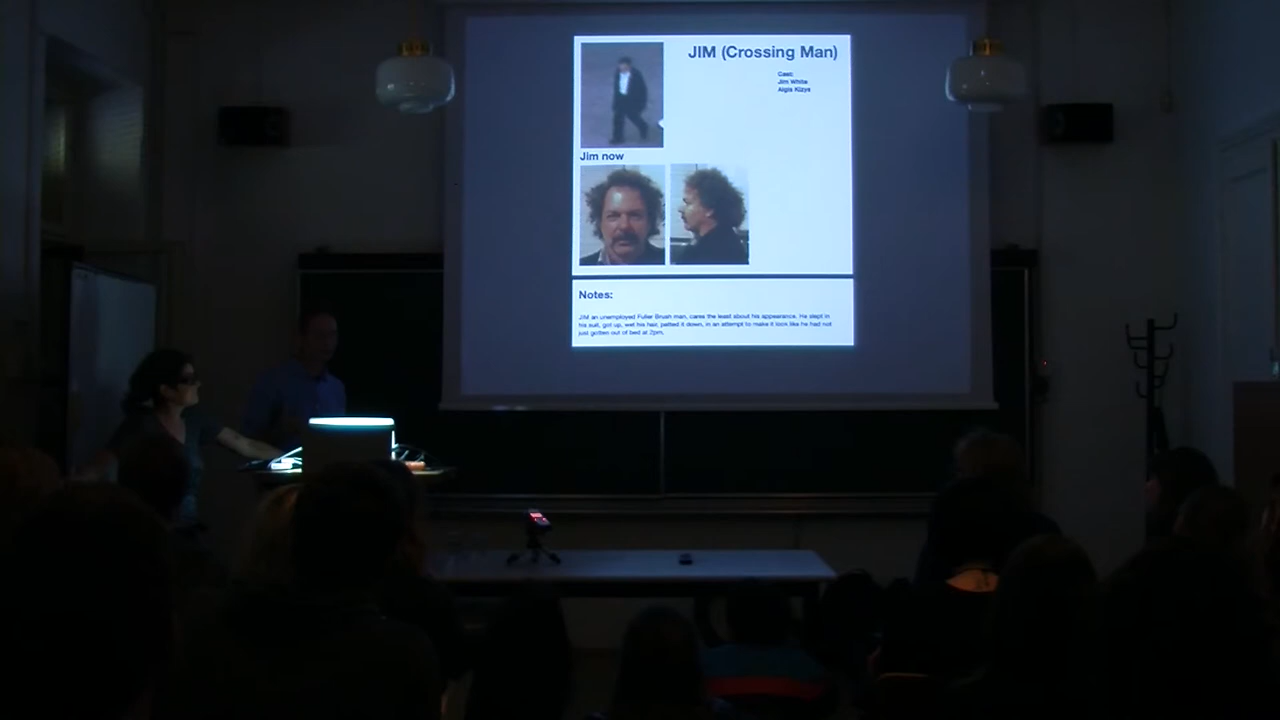 JIM (Crossing Man)
Cast:
Jim White
Algis Kizys
Jim now
Notes:
JIM an unemployed Fuller Brush man, cares the least about his appearance. He slept in
his suit, got up, wet his hair, patted it down, in an attempt to make it look like he had not
just gotten out of bed at 2pm.